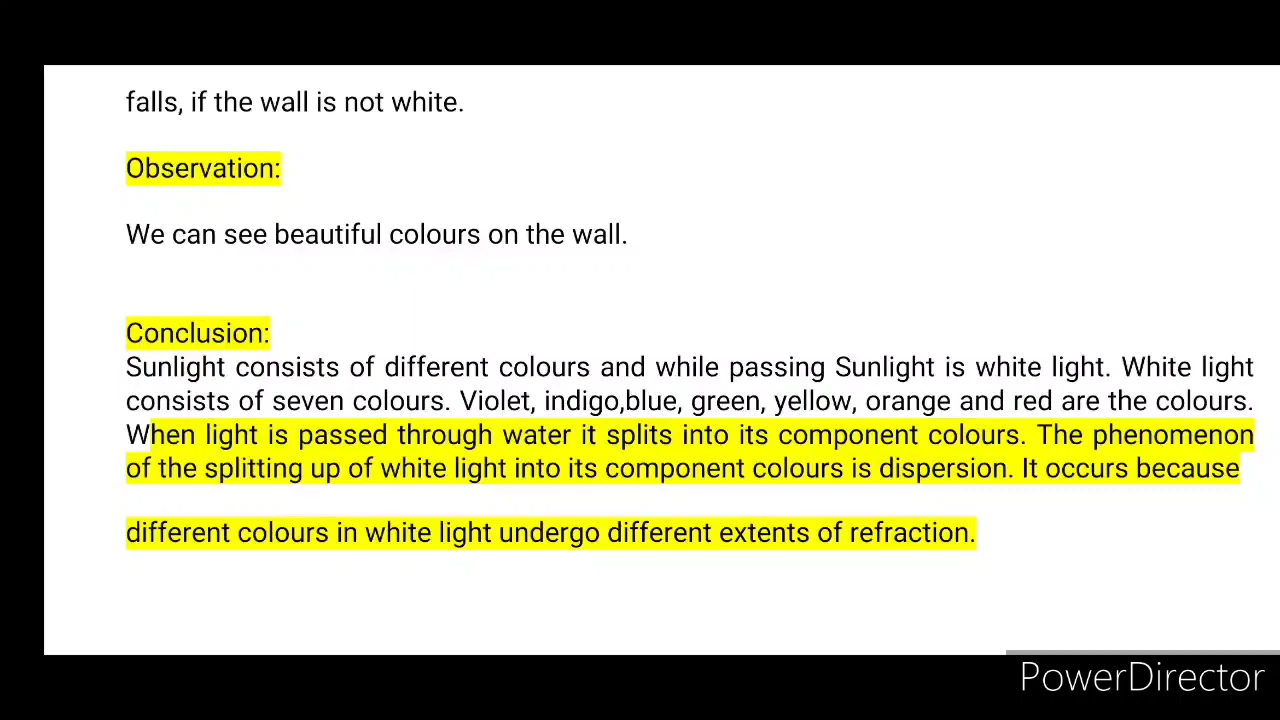 falls, if the wall is not white.
Observation:
We can see beautiful colours on the wall.
Conclusion:
Sunlight consists of different colours and while passing Sunlight is white light. White light
consists of seven colours. Violet, indigo,blue, green, yellow, orange and red are the colours.
When light is passed through water it splits into its component colours. The phenomenon
of the splitting up of white light into its component colours is dispersion. It occurs because
different colours in white light undergo different extents of refraction.
PowerDirector